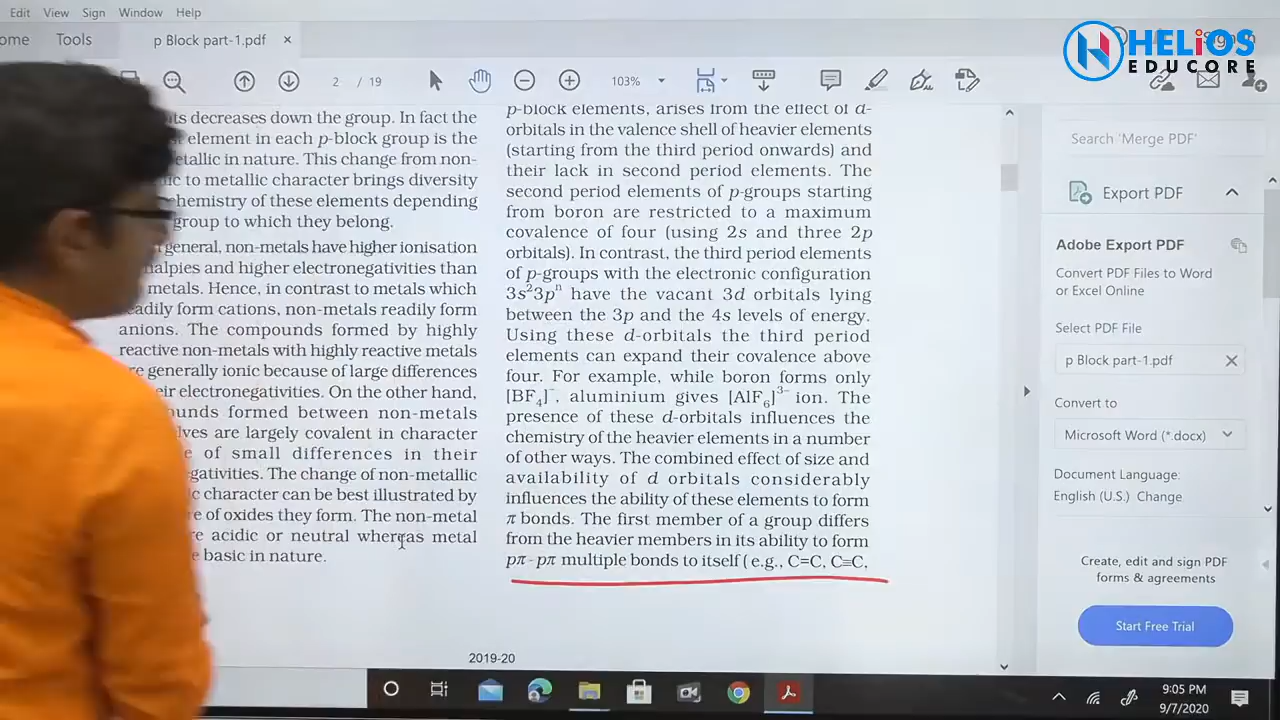 Edit View Sign Window Help
ome Tools p Block part-1.pdf ×
HELiOS
EDUCORE
2 / 19
103%
ts decreases down the group. In fact the
element in each p-block group is the
etallic in nature. This change from non-
ic to metallic character brings diversity
chemistry of these elements depending
group to which they belong.
general, non-metals have higher ionisation
nalpies and higher electronegativities than
metals. Hence, in contrast to metals which
eadily form cations, non-metals readily form
anions. The compounds formed by highly
reactive non-metals with highly reactive metals
re generally ionic because of large differences
eir electronegativities. On the other hand,
ounds formed between non-metals
elves are largely covalent in character
e of small differences in their
gativities. The change of non-metallic
c character can be best illustrated by
re of oxides they form. The non-metal
re acidic or neutral whereas metal
e basic in nature.
p-block elements, arises from the effect of d-
orbitals in the valence shell of heavier elements
(starting from the third period onwards) and
their lack in second period elements. The
second period elements of p-groups starting
from boron are restricted to a maximum
covalence of four (using 2s and three 2p
orbitals). In contrast, the third period elements
of p-groups with the electronic configuration
3s²3pⁿ have the vacant 3d orbitals lying
between the 3p and the 4s levels of energy.
Using these d-orbitals the third period
elements can expand their covalence above
four. For example, while boron forms only
[BF₄]⁻, aluminium gives [AlF₆]³⁻ ion. The
presence of these d-orbitals influences the
chemistry of the heavier elements in a number
of other ways. The combined effect of size and
availability of d orbitals considerably
influences the ability of these elements to form
π bonds. The first member of a group differs
from the heavier members in its ability to form
pπ - pπ multiple bonds to itself ( e.g., C=C, C≡C,
2019-20
Search 'Merge PDF'
Export PDF
Adobe Export PDF
Convert PDF Files to Word
or Excel Online
Select PDF File
p Block part-1.pdf
Convert to
Microsoft Word (*.docx)
Document Language:
English (U.S.) Change
Create, edit and sign PDF
forms & agreements
Start Free Trial
9:05 PM
9/7/2020